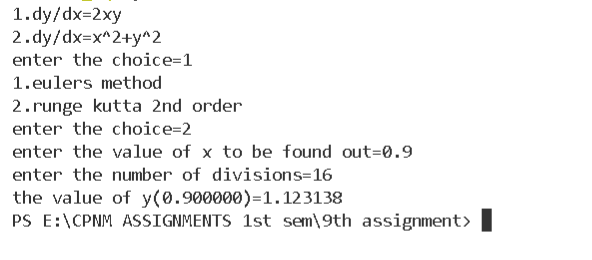 1.dy/dx=2xy
2.dy/dx=x^2+y^2
enter the choice=1
1.eulers method
2.runge kutta 2nd order
enter the choice=2
enter the value of x to be found out=0.9
enter the number of divisions=16
the value of y(0.900000)=1.123138
PS E:\CPNM ASSIGNMENTS 1st sem\9th assignment>